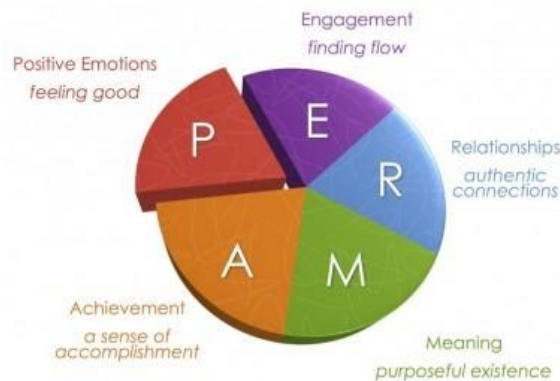 Engagement
finding flow
Positive Emotions
feeling good
P
E
R
Relationships
authentic
connections
A
M
Achievement
a sense of
accomplishment
Meaning
purposeful existence